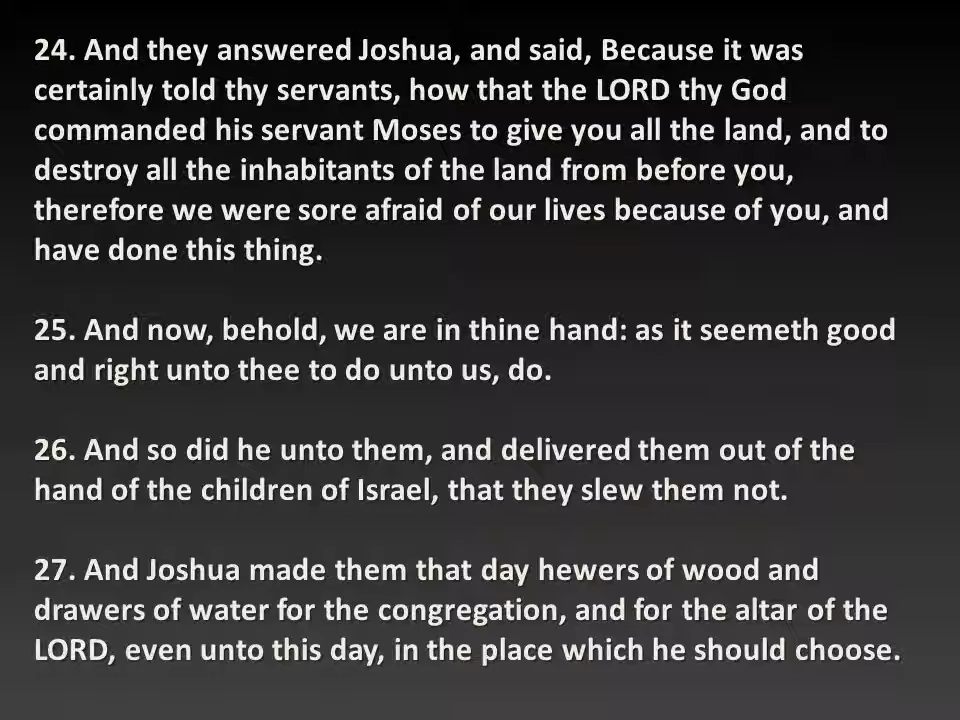 24. And they answered Joshua, and said, Because it was
certainly told thy servants, how that the LORD thy God
commanded his servant Moses to give you all the land, and to
destroy all the inhabitants of the land from before you,
therefore we were sore afraid of our lives because of you, and
have done this thing.
25. And now, behold, we are in thine hand: as it seemeth good
and right unto thee to do unto us, do.
26. And so did he unto them, and delivered them out of the
hand of the children of Israel, that they slew them not.
27. And Joshua made them that day hewers of wood and
drawers of water for the congregation, and for the altar of the
LORD, even unto this day, in the place which he should choose.